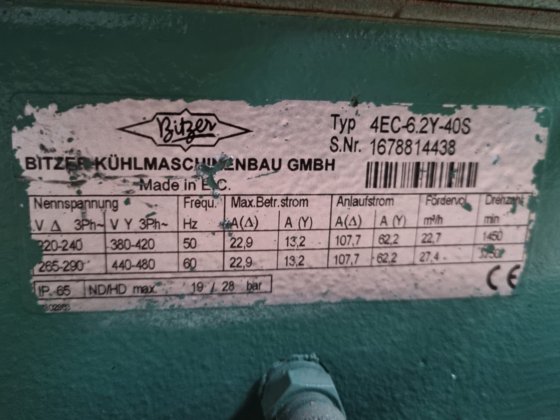 Bitzer
Typ 4EC-6.2Y-40S
S.Nr. 1678814438
BITZER KÜHLMASCHINENBAU GMBH
Made in E.C.
Nennspannung Frequ. Max.Betr.strom Anlaufstrom Fördervol. Drehzahl
V Δ 3Ph~ V Y 3Ph~ Hz A(Δ) A (Y) A(Δ) A (Y) m³/h min
220-240 380-420 50 22,9 13,2 107,7 62,2 22,7 1450
265-290 440-480 60 22,9 13,2 107,7 62,2 27,4
IP 65 ND/HD max. 19 / 28 bar CE